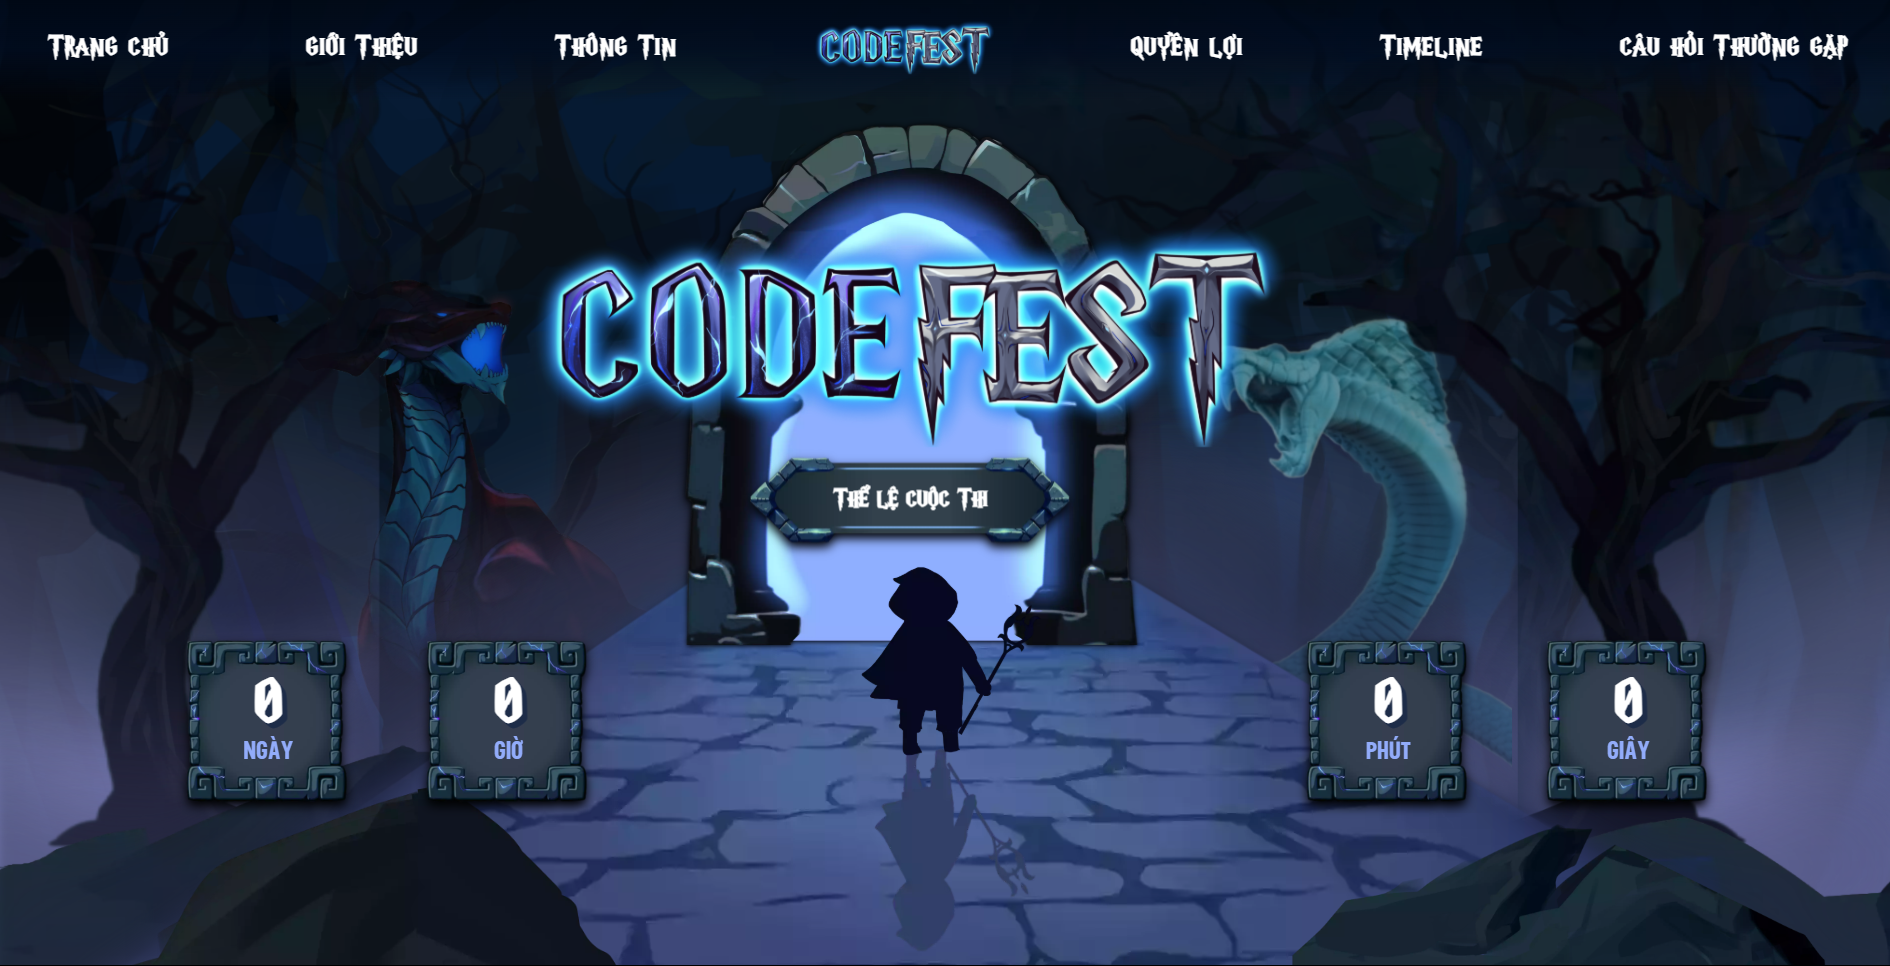 Trang chủ
Giới Thiệu
Thông Tin
CODEFEST
Quyền lợi
Timeline
Câu hỏi Thường gặp
CODEFEST
Thể lệ cuộc Thi
0
NGÀY
0
GIỜ
0
PHÚT
0
GIÂY